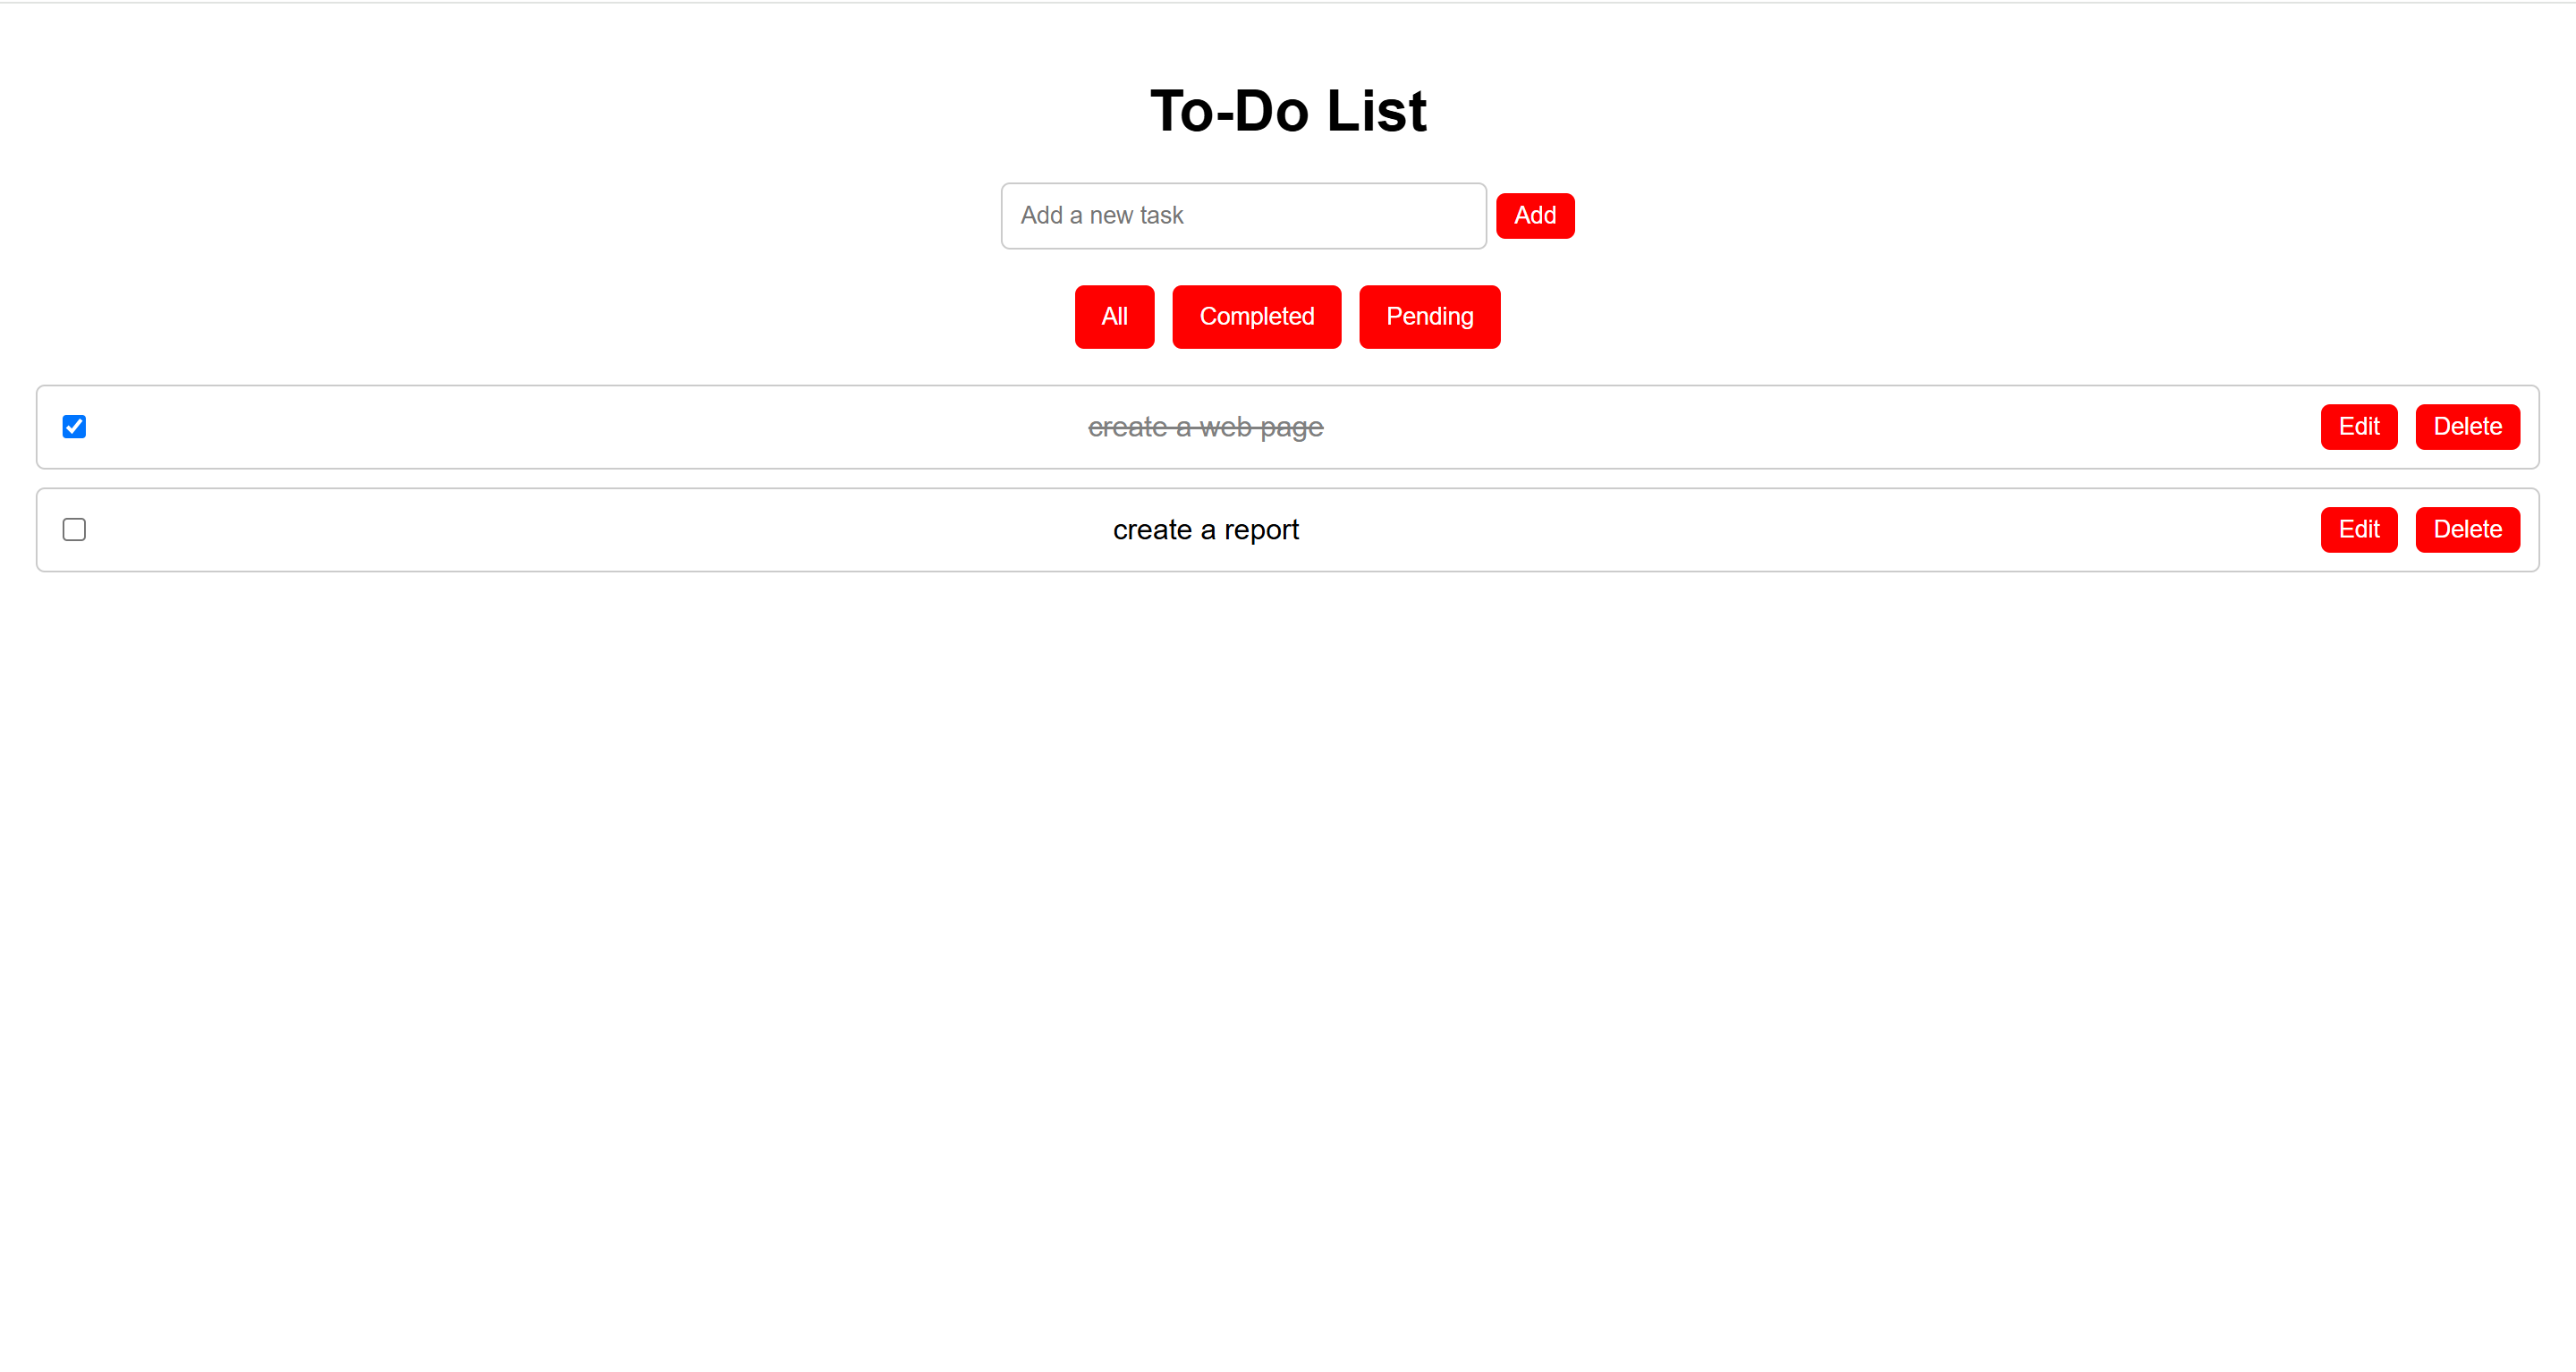 To-Do List
Add a new task Add
All Completed Pending
create a web page Edit Delete
create a report Edit Delete